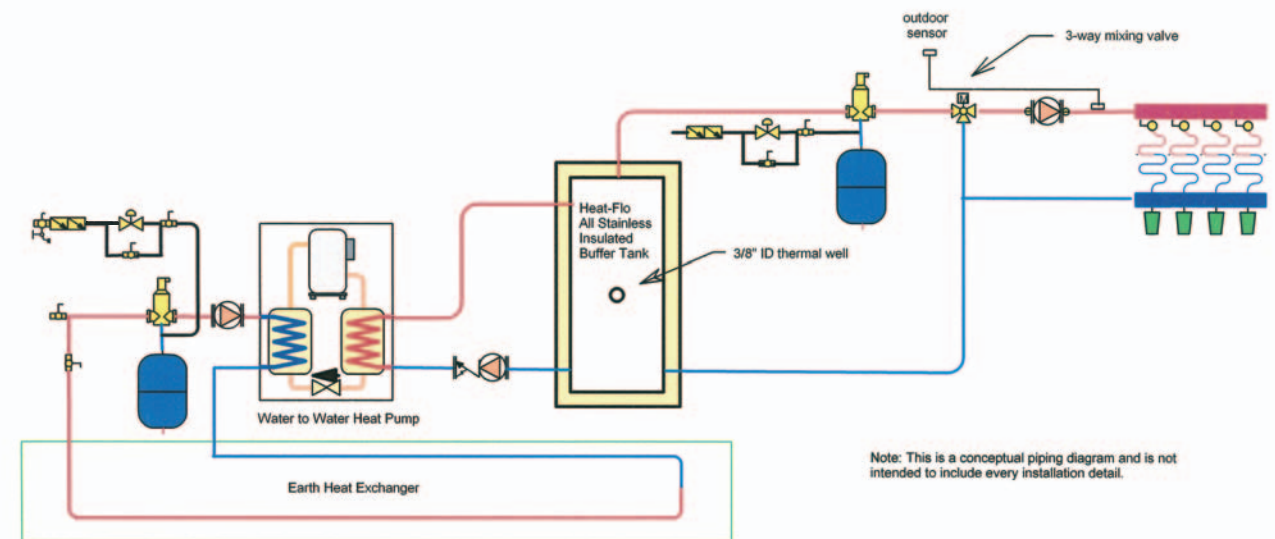 outdoor
sensor
3-way mixing valve
M
Heat-Flo
All Stainless
Insulated
Buffer Tank
3/8" ID thermal well
Water to Water Heat Pump
Earth Heat Exchanger
Note: This is a conceptual piping diagram and is not
intended to include every installation detail.